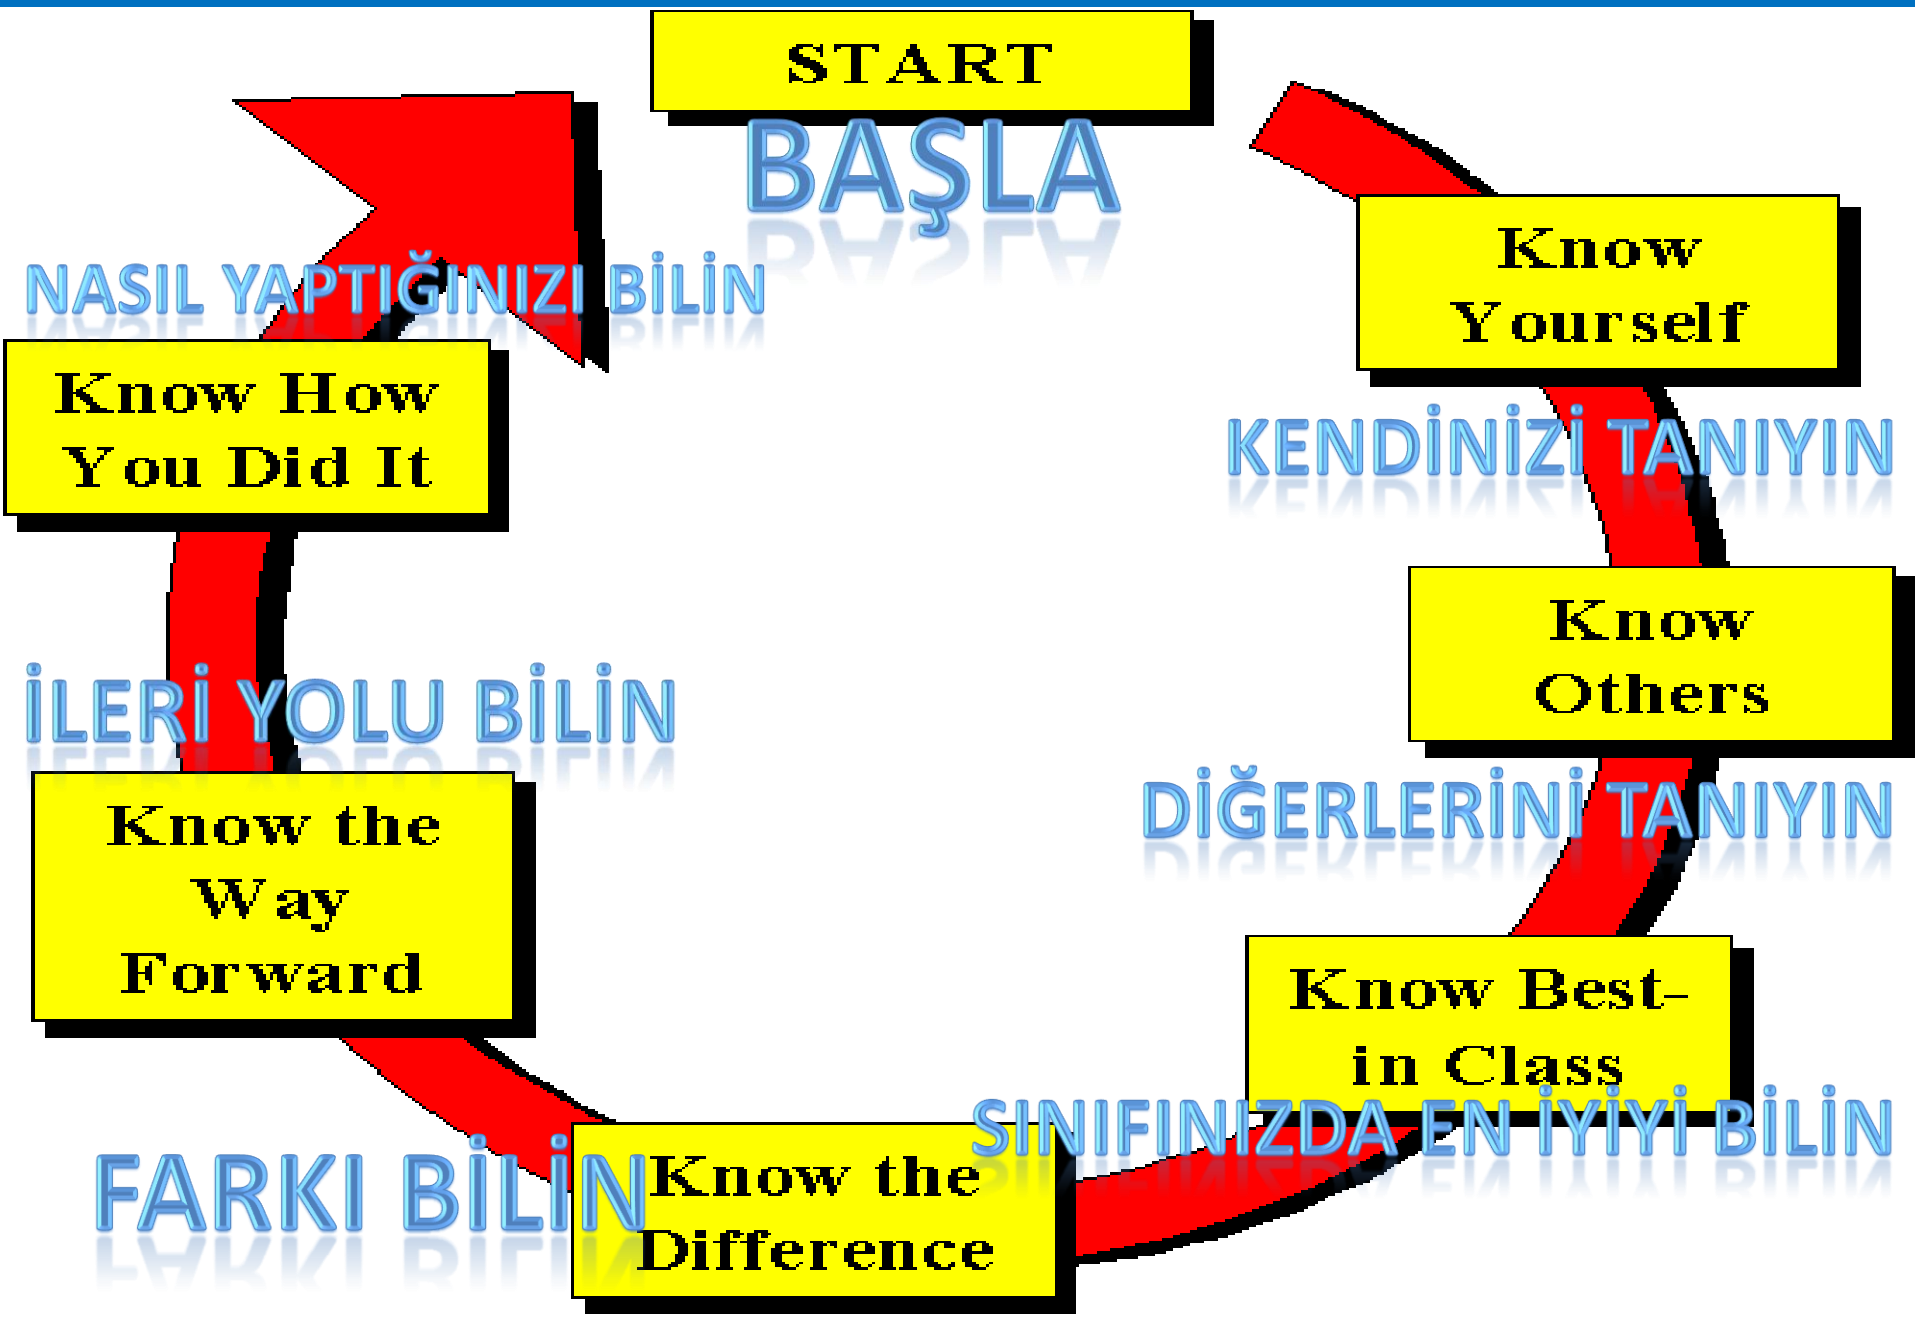 START
BAŞLA
Know
Yourself
KENDİNİZİ TANIYIN
Know
Others
DİĞERLERİNİ TANIYIN
Know Best-
in Class
SINIFINIZDA EN İYİYİ BİLİN
Know the
Difference
FARKI BİLİN
Know the
Way
Forward
İLERİ YOLU BİLİN
Know How
You Did It
NASIL YAPTIĞINIZI BİLİN